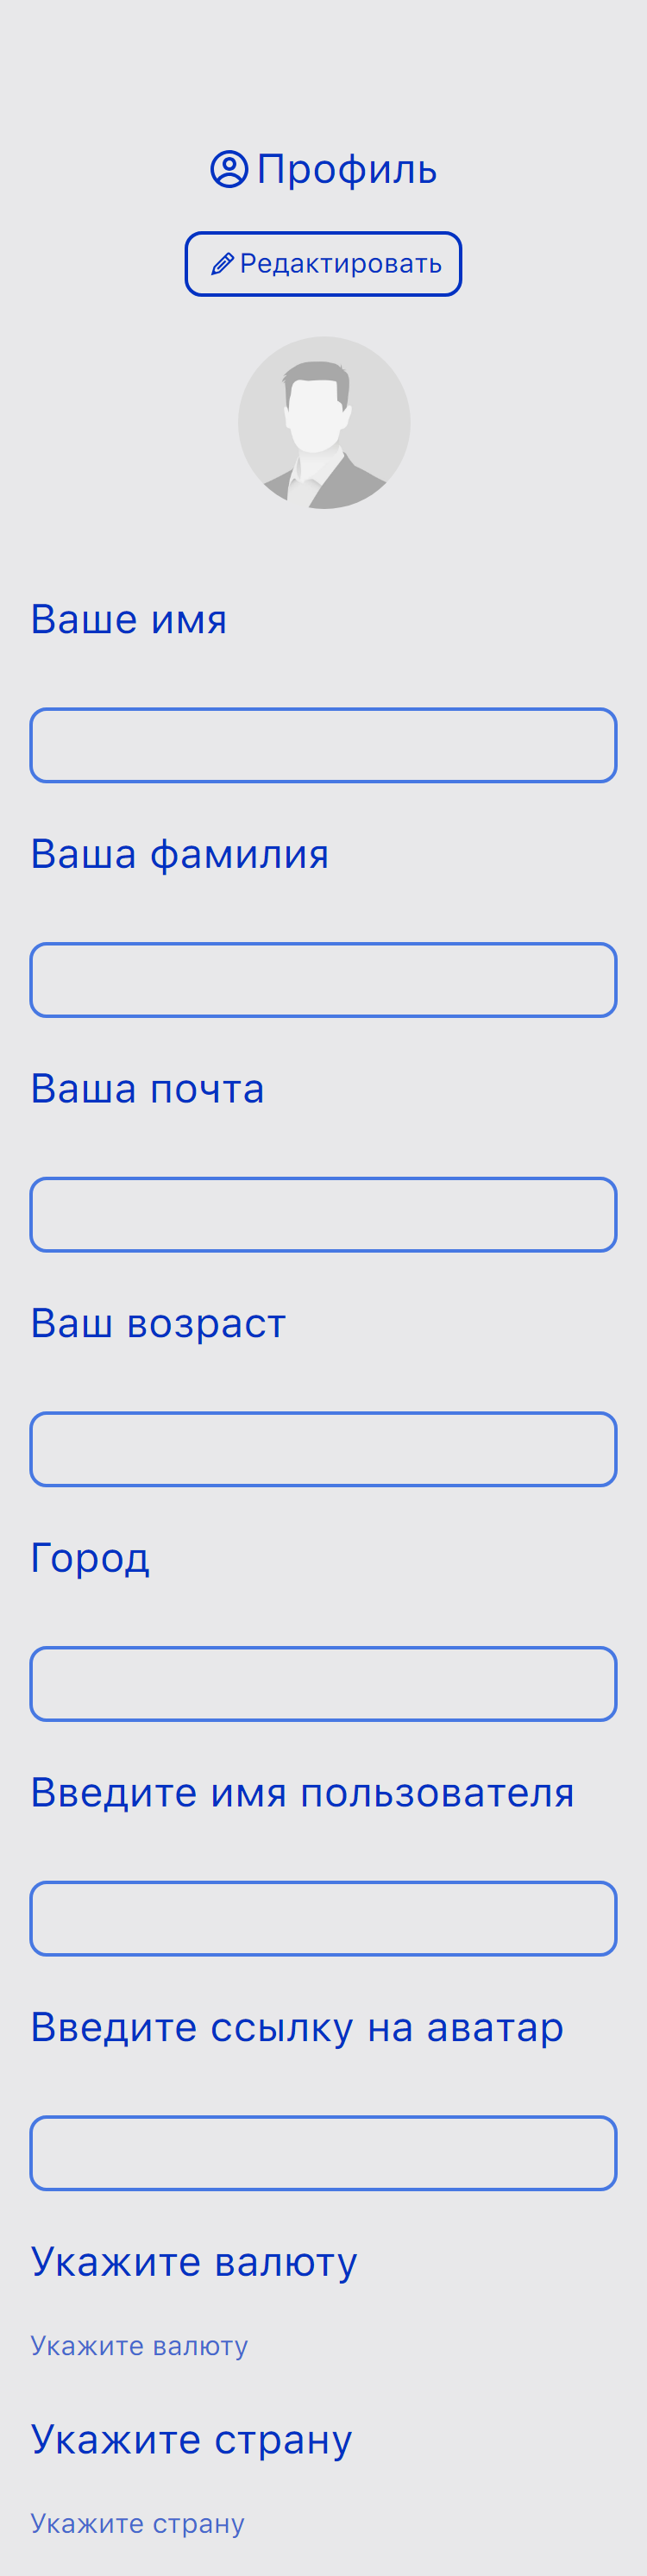 Профиль
Редактировать
Ваше имя
Ваша фамилия
Ваша почта
Ваш возраст
Город
Введите имя пользователя
Введите ссылку на аватар
Укажите валюту
Укажите валюту
Укажите страну
Укажите страну